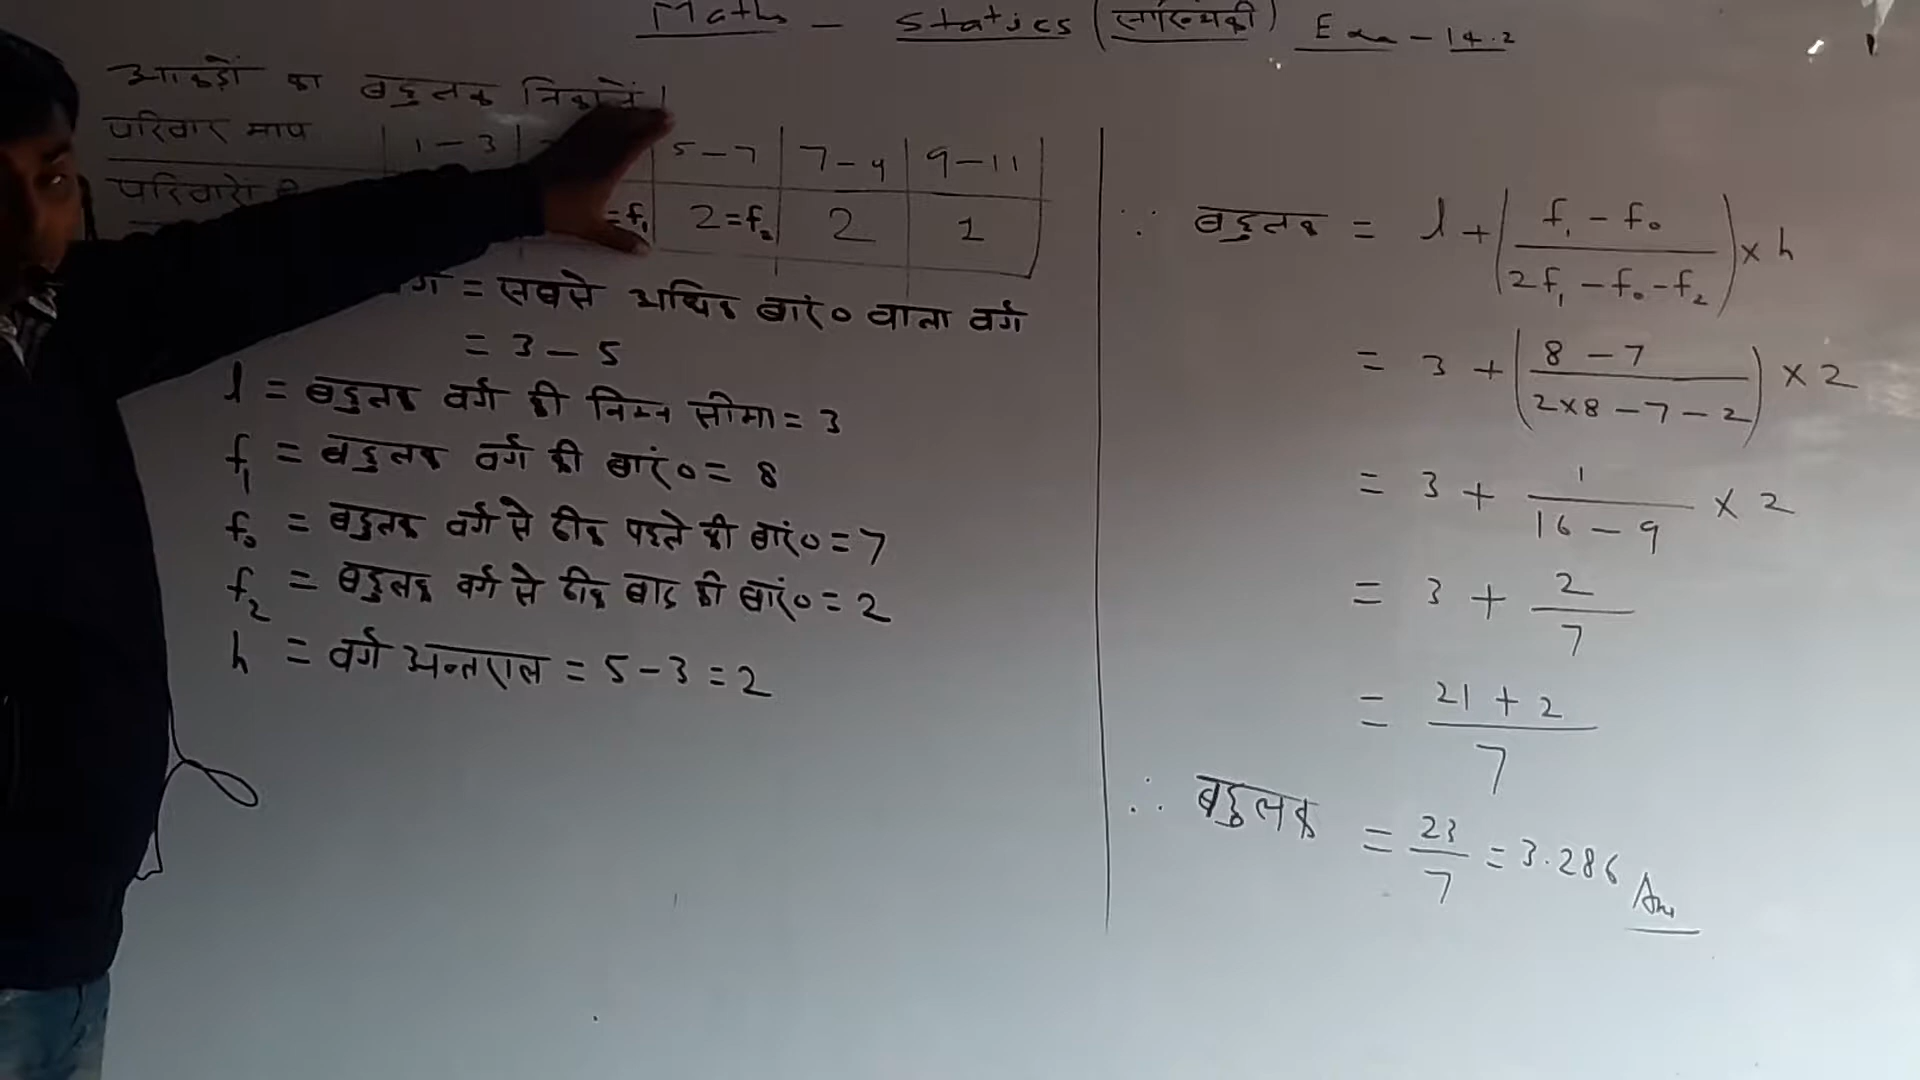 Maths - Statics (सांख्यिकी) Exa - 14.2
आकड़ों का बहुलक निकालें।
परिवार माप | 1 - 3 | 5 - 7 | 7 - 9 | 9 - 11
परिवारों =f₁ | 2 = f₂ | 2 | 1
= सबसे अधिक बारं० वाला वर्ग
= 3 - 5
l = बहुलक वर्ग की निम्न सीमा = 3
f₁ = बहुलक वर्ग की बारं० = 8
f₀ = बहुलक वर्ग से ठीक पहले की बारं० = 7
f₂ = बहुलक वर्ग से ठीक बाद की बारं० = 2
h = वर्ग अन्तराल = 5 - 3 = 2
∵ बहुलक = l + (f₁ - f₀ / 2f₁ - f₀ - f₂) × h
= 3 + (8 - 7 / 2×8 - 7 - 2) × 2
= 3 + 1 / 16 - 9 × 2
= 3 + 2 / 7
= 21 + 2 / 7
∴ बहुलक = 23 / 7 = 3.286 Ans